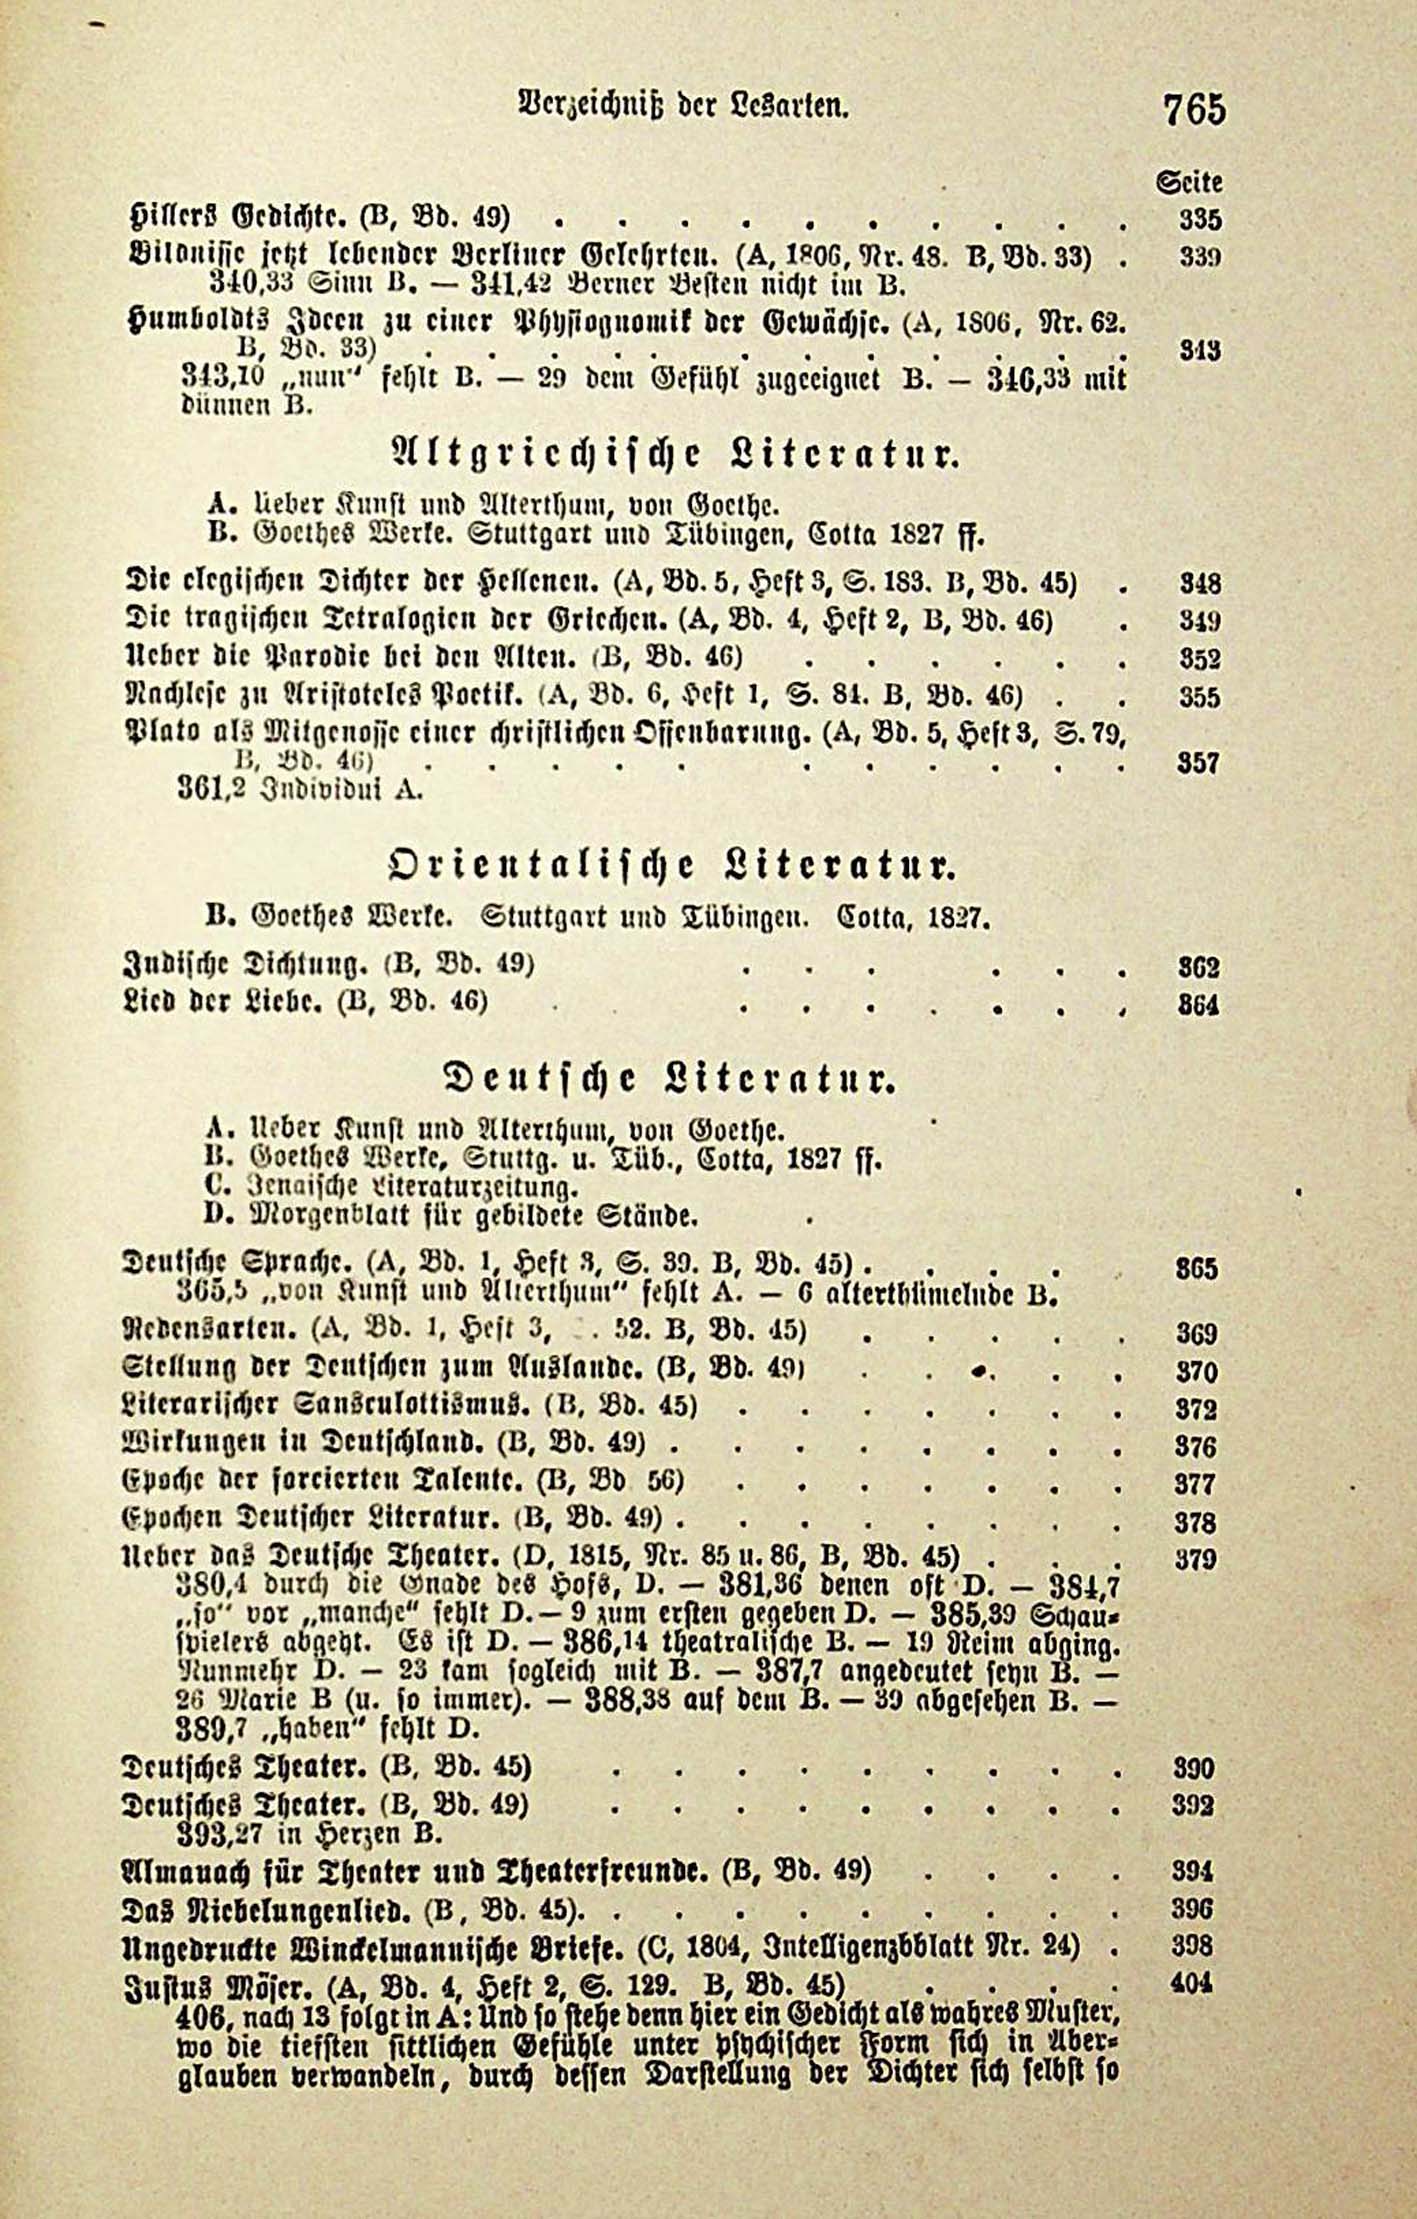 Verzeichniß der Lesarten. 765
Seite
Hillers Gedichte. (B, Bd. 49) . . . . . . . . . . 335
Bildnisse jetzt lebender Berliner Gelehrten. (A, 1806, Nr. 48. B, Bd. 33) . 339
340,33 Sinn B. — 341,42 Berner Besten nicht im B.
Humboldts Ideen zu einer Physiognomik der Gewächse. (A, 1806, Nr. 62.
B, Bd. 33) . . . . . . . . . . . . 343
343,10 „nun“ fehlt B. — 29 dem Gefühl zugeeignet B. — 346,33 mit
dünnen B.
Altgriechische Literatur.
A. Ueber Kunst und Alterthum, von Goethe.
B. Goethes Werke. Stuttgart und Tübingen, Cotta 1827 ff.
Die elegischen Dichter der Hellenen. (A, Bd. 5, Heft 3, S. 183. B, Bd. 45) . 348
Die tragischen Tetralogien der Griechen. (A, Bd. 4, Heft 2, B, Bd. 46) . 349
Ueber die Parodie bei den Alten. (B, Bd. 46) . . . . . . 352
Nachlese zu Aristoteles Poetik. (A, Bd. 6, Heft 1, S. 84. B, Bd. 46) . . 355
Plato als Mitgenosse einer christlichen Offenbarung. (A, Bd. 5, Heft 3, S. 79,
B, Bd. 46) . . . . . . . . . . . 357
361,2 Individui A.
Orientalische Literatur.
B. Goethes Werke. Stuttgart und Tübingen. Cotta, 1827.
Indische Dichtung. (B, Bd. 49) . . . . . . 362
Lied der Liebe. (B, Bd. 46) . . . . . . . 364
Deutsche Literatur.
A. Ueber Kunst und Alterthum, von Goethe.
B. Goethes Werke, Stuttg. u. Tüb., Cotta, 1827 ff.
C. Jenaische Literaturzeitung.
D. Morgenblatt für gebildete Stände.
Deutsche Sprache. (A, Bd. 1, Heft 3, S. 39. B, Bd. 45) . . . . 365
365,5 „von Kunst und Alterthum“ fehlt A. — 6 alterthümelnde B.
Redensarten. (A, Bd. 1, Heft 3, . 52. B, Bd. 45) . . . . . 369
Stellung der Deutschen zum Auslande. (B, Bd. 49) . . . . . 370
Literarischer Sansculottismus. (B, Bd. 45) . . . . . . . 372
Wirkungen in Deutschland. (B, Bd. 49) . . . . . . . . 376
Epoche der forcierten Talente. (B, Bd 56) . . . . . . . 377
Epochen Deutscher Literatur. (B, Bd. 49) . . . . . . . . 378
Ueber das Deutsche Theater. (D, 1815, Nr. 85 u. 86, B, Bd. 45) . . . 379
380,4 durch die Gnade des Hofs, D. — 381,36 denen oft D. — 384,7
„so“ vor „manche“ fehlt D. — 9 zum ersten gegeben D. — 385,39 Schau-
spielers abgeht. Es ist D. — 386,14 theatralische B. — 19 Reim abging.
Nunmehr D. — 23 kam sogleich mit B. — 387,7 angedeutet seyn B. —
26 Marie B (u. so immer). — 388,38 auf dem B. — 39 abgesehen B. —
389,7 „haben“ fehlt D.
Deutsches Theater. (B, Bd. 45) . . . . . . . . . 390
Deutsches Theater. (B, Bd. 49) . . . . . . . . . 392
393,27 in Herzen B.
Almanach für Theater und Theaterfreunde. (B, Bd. 49) . . . . 394
Das Niebelungenlied. (B, Bd. 45). . . . . . . . . . 396
Ungedruckte Winckelmannische Briefe. (C, 1804, Intelligenzbblatt Nr. 24) . 398
Justus Möser. (A, Bd. 4, Heft 2, S. 129. B, Bd. 45) . . . . 404
406, nach 13 folgt in A: Und so stehe denn hier ein Gedicht als wahres Muster,
wo die tiefsten sittlichen Gefühle unter psychischer Form sich in Aber-
glauben verwandeln, durch dessen Darstellung der Dichter sich selbst so